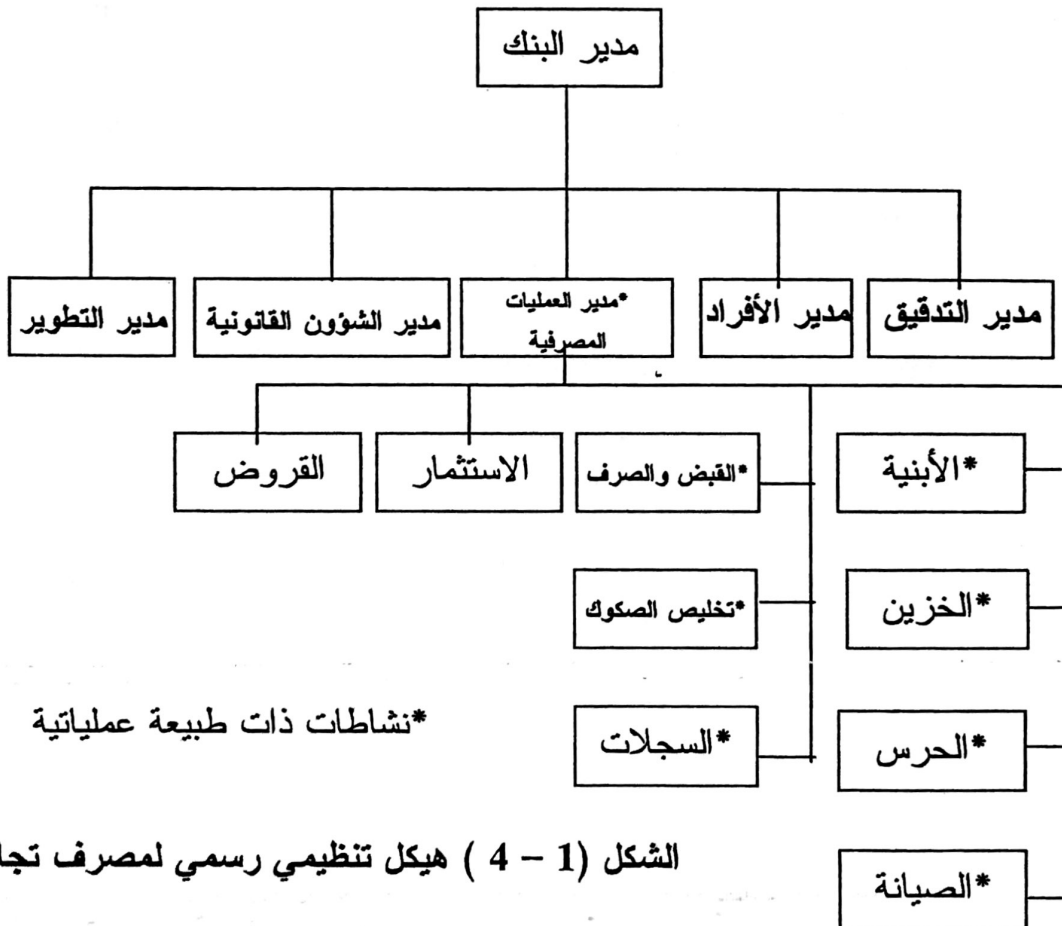 مدير البنك
مدير التدقيق
مدير الأفراد
*مدير العمليات
المصرفية
مدير الشؤون القانونية
مدير التطوير
*الأبنية
*القبض والصرف
الاستثمار
القروض
*الخزين
*تخليص الصكوك
*الحرس
*السجلات
*نشاطات ذات طبيعة عملياتية
*الصيانة
الشكل (1 – 4 ) هيكل تنظيمي رسمي لمصرف تجا